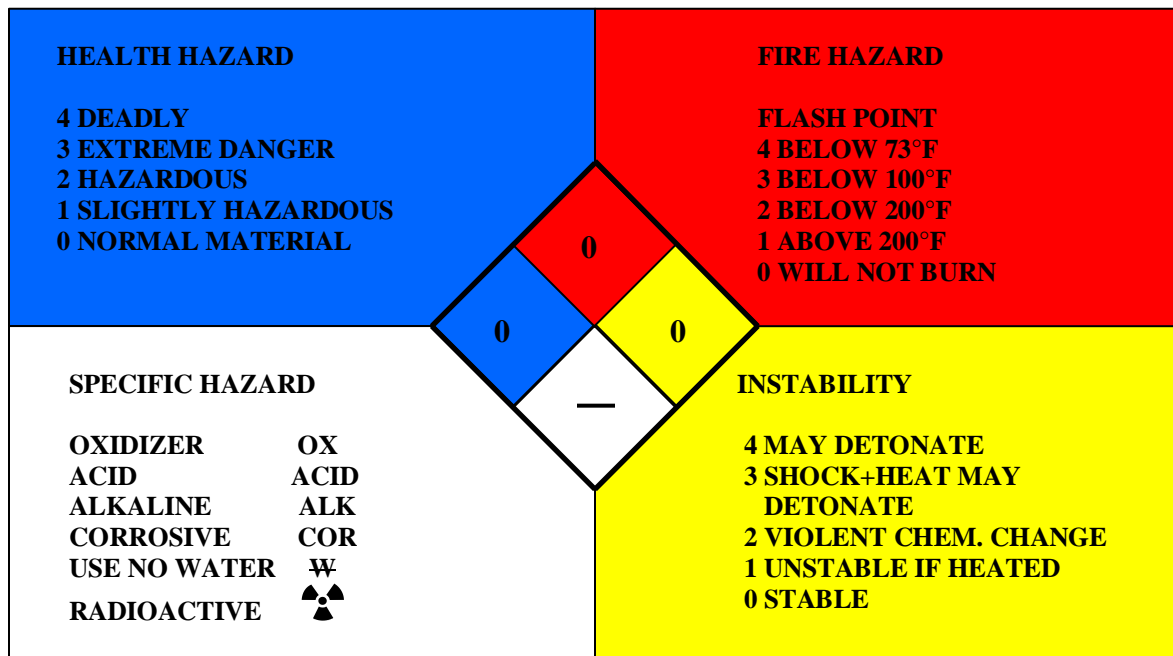 HEALTH HAZARD
4 DEADLY
3 EXTREME DANGER
2 HAZARDOUS
1 SLIGHTLY HAZARDOUS
0 NORMAL MATERIAL
FIRE HAZARD
FLASH POINT
4 BELOW 73°F
3 BELOW 100°F
2 BELOW 200°F
1 ABOVE 200°F
0 WILL NOT BURN
0
0
0
—
SPECIFIC HAZARD
OXIDIZER OX
ACID ACID
ALKALINE ALK
CORROSIVE COR
USE NO WATER W̶
RADIOACTIVE ☢
INSTABILITY
4 MAY DETONATE
3 SHOCK+HEAT MAY
DETONATE
2 VIOLENT CHEM. CHANGE
1 UNSTABLE IF HEATED
0 STABLE